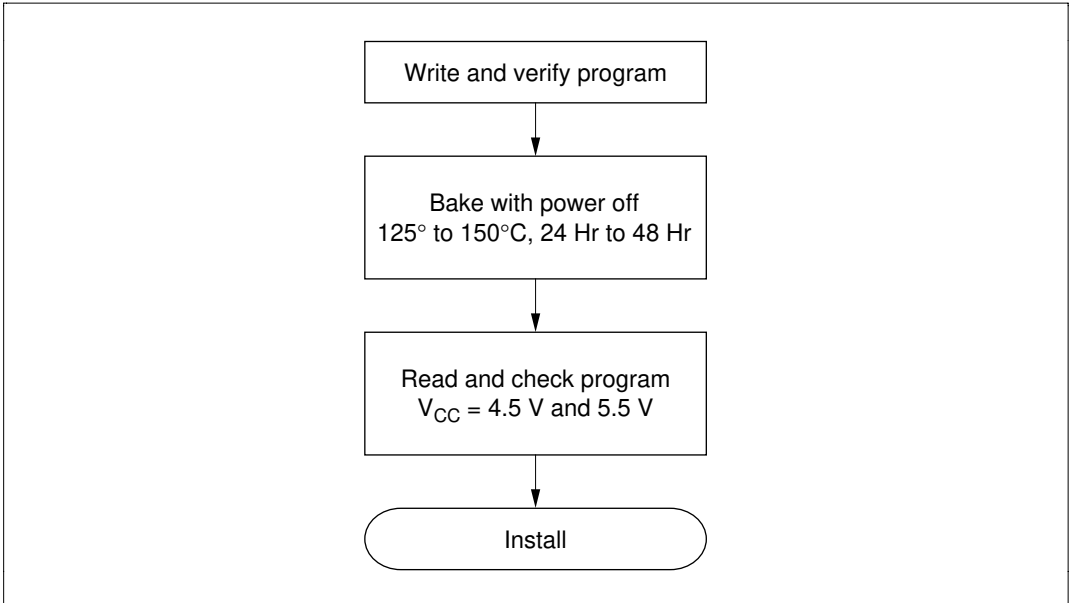 Write and verify program
Bake with power off
125° to 150°C, 24 Hr to 48 Hr
Read and check program
VCC = 4.5 V and 5.5 V
Install